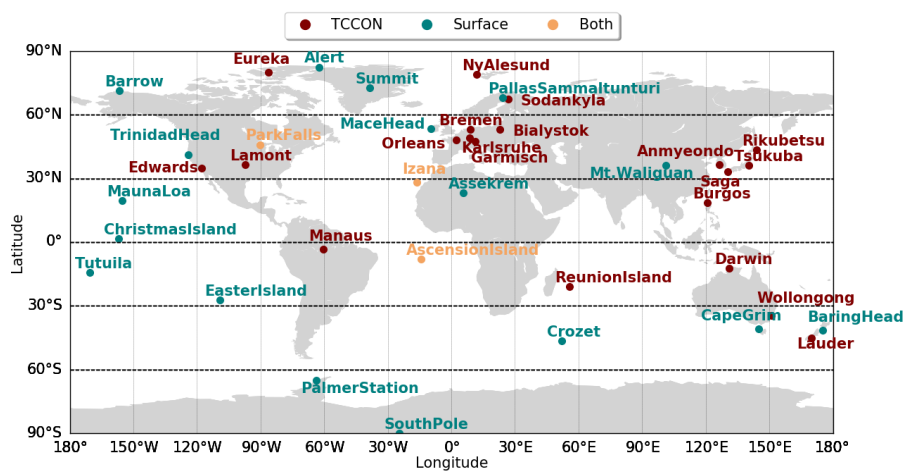 TCCON Surface Both
90°N
60°N
30°N
0°
30°S
60°S
90°S
Latitude
Eureka
Alert
NyAlesund
Barrow
Summit
PallasSammaltunturi
Sodankyla
TrinidadHead
ParkFalls
MaceHead
Bremen
Bialystok
Orleans
Karlsruhe
Garmisch
Rikubetsu
Anmyeondo
Tsukuba
Edwards
Lamont
Izana
Mt.Waliguan
Saga
MaunaLoa
Assekrem
Burgos
ChristmasIsland
Manaus
AscensionIsland
Darwin
Tutuila
EasterIsland
ReunionIsland
Wollongong
CapeGrim
BaringHead
Crozet
Lauder
PalmerStation
SouthPole
180° 150°W 120°W 90°W 60°W 30°W 0° 30°E 60°E 90°E 120°E 150°E 180°
Longitude